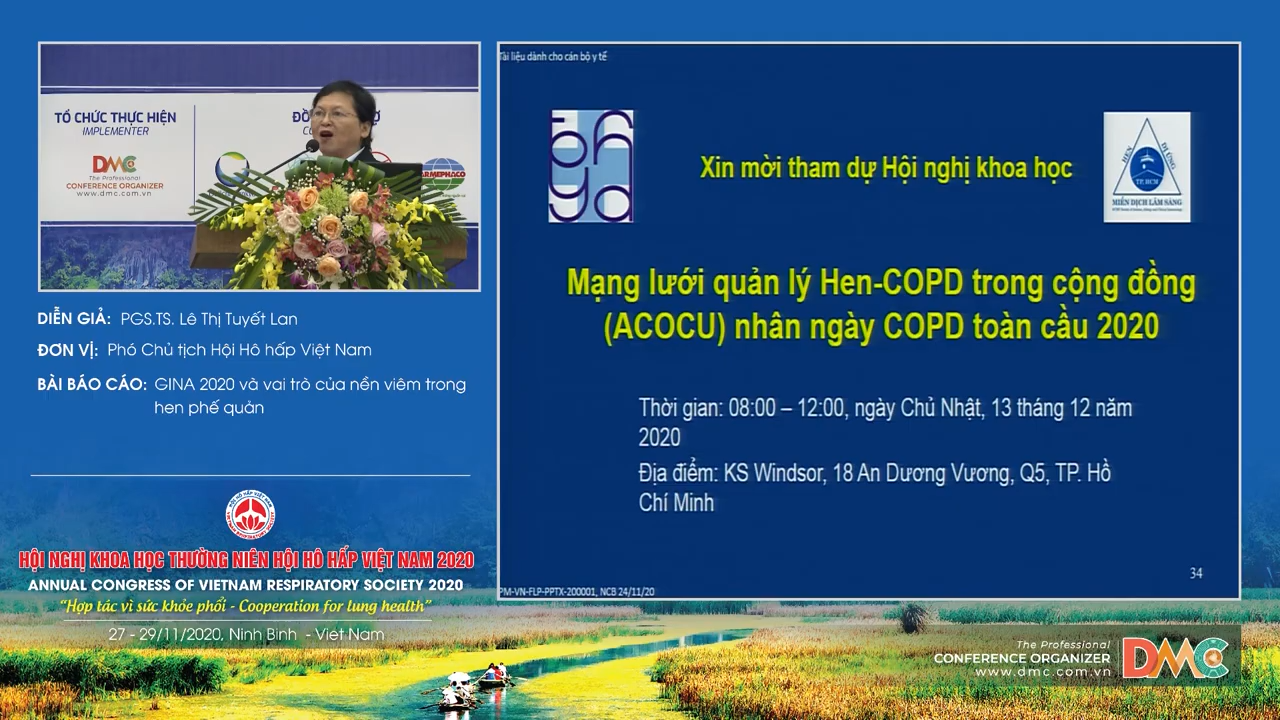 TỔ CHỨC THỰC HIỆN
IMPLEMENTER
DMC
The Professional
CONFERENCE ORGANIZER
www.dmc.com.vn
ARMEPHACO
DIỄN GIẢ: PGS.TS. Lê Thị Tuyết Lan
ĐƠN VỊ: Phó Chủ tịch Hội Hô hấp Việt Nam
BÀI BÁO CÁO: GINA 2020 và vai trò của nền viêm trong
hen phế quản
HỘI NGHỊ KHOA HỌC THƯỜNG NIÊN HỘI HÔ HẤP VIỆT NAM 2020
ANNUAL CONGRESS OF VIETNAM RESPIRATORY SOCIETY 2020
“Hợp tác vì sức khỏe phổi - Cooperation for lung health”
27 - 29/11/2020, Ninh Bình - Việt Nam
Tài liệu dành cho cán bộ y tế
HEN DỊ ỨNG
TP. HCM
MIỄN DỊCH LÂM SÀNG
Xin mời tham dự Hội nghị khoa học
Mạng lưới quản lý Hen-COPD trong cộng đồng
(ACOCU) nhân ngày COPD toàn cầu 2020
Thời gian: 08:00 – 12:00, ngày Chủ Nhật, 13 tháng 12 năm
2020
Địa điểm: KS Windsor, 18 An Dương Vương, Q5, TP. Hồ
Chí Minh
34
PM-VN-FLP-PPTX-200001, NCB 24/11/20
The Professional
CONFERENCE ORGANIZER
www.dmc.com.vn
DMC